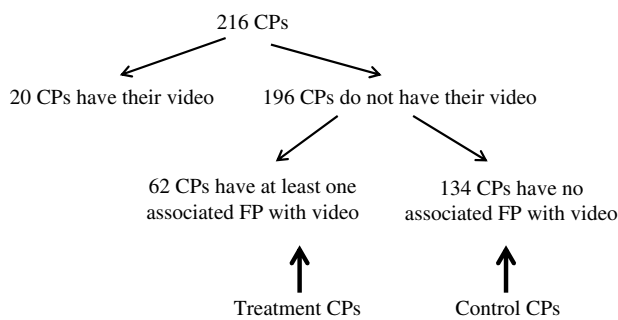 216 CPs
20 CPs have their video
196 CPs do not have their video
62 CPs have at least one
associated FP with video
134 CPs have no
associated FP with video
Treatment CPs
Control CPs